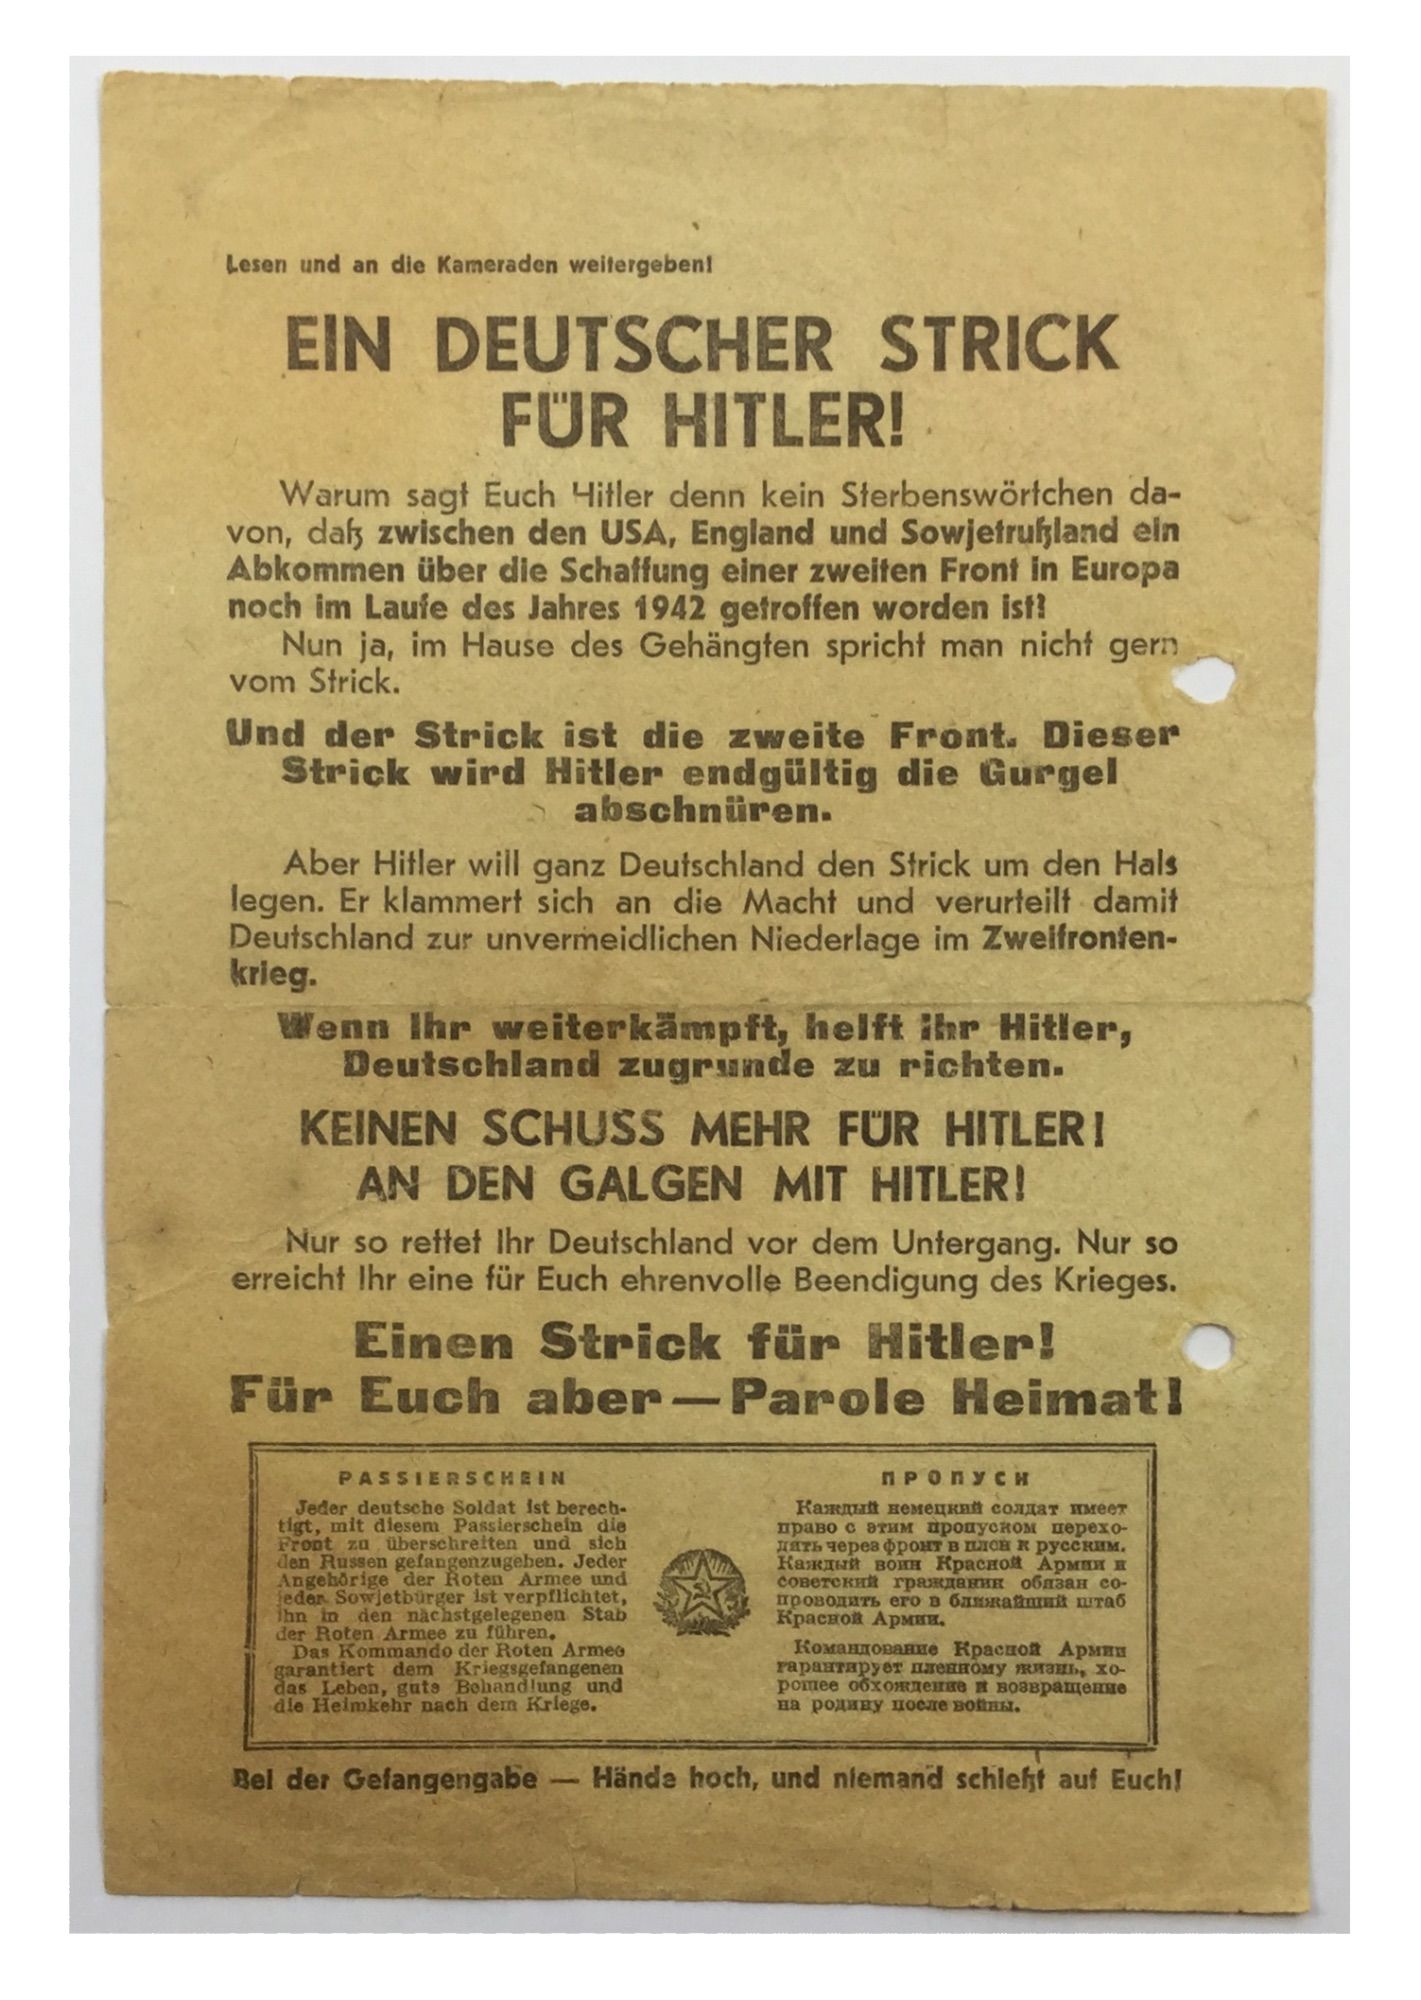 Lesen und an die Kameraden weitergeben!
EIN DEUTSCHER STRICK
FÜR HITLER!
Warum sagt Euch Hitler denn kein Sterbenswörtchen da-
von, daß zwischen den USA, England und Sowjetrußland ein
Abkommen über die Schaffung einer zweiten Front in Europa
noch im Laufe des Jahres 1942 getroffen worden ist?
Nun ja, im Hause des Gehängten spricht man nicht gern
vom Strick.
Und der Strick ist die zweite Front. Dieser
Strick wird Hitler endgültig die Gurgel
abschnüren.
Aber Hitler will ganz Deutschland den Strick um den Hals
legen. Er klammert sich an die Macht und verurteilt damit
Deutschland zur unvermeidlichen Niederlage im Zweifronten-
krieg.
Wenn Ihr weiterkämpft, helft ihr Hitler,
Deutschland zugrunde zu richten.
KEINEN SCHUSS MEHR FÜR HITLER!
AN DEN GALGEN MIT HITLER!
Nur so rettet Ihr Deutschland vor dem Untergang. Nur so
erreicht Ihr eine für Euch ehrenvolle Beendigung des Krieges.
Einen Strick für Hitler!
Für Euch aber — Parole Heimat!
PASSIERSCHEIN
Jeder deutsche Soldat ist berech-
tigt, mit diesem Passierschein die
Front zu überschreiten und sich
den Russen gefangenzugeben. Jeder
Angehörige der Roten Armee und
jeder Sowjetbürger ist verpflichtet,
ihn in den nächstgelegenen Stab
der Roten Armee zu führen.
Das Kommando der Roten Armee
garantiert dem Kriegsgefangenen
das Leben, gute Behandlung und
die Heimkehr nach dem Kriege.
ПРОПУСК
Каждый немецкий солдат имеет
право с этим пропуском перехо-
дить через фронт в плен к русским.
Каждый воин Красной Армии и
советский гражданин обязан со-
проводить его в ближайший штаб
Красной Армии.
Командование Красной Армии
гарантирует пленному жизнь, хо-
рошее обхождение и возвращение
на родину после войны.
Bei der Gefangengabe — Hände hoch, und niemand schießt auf Euch!